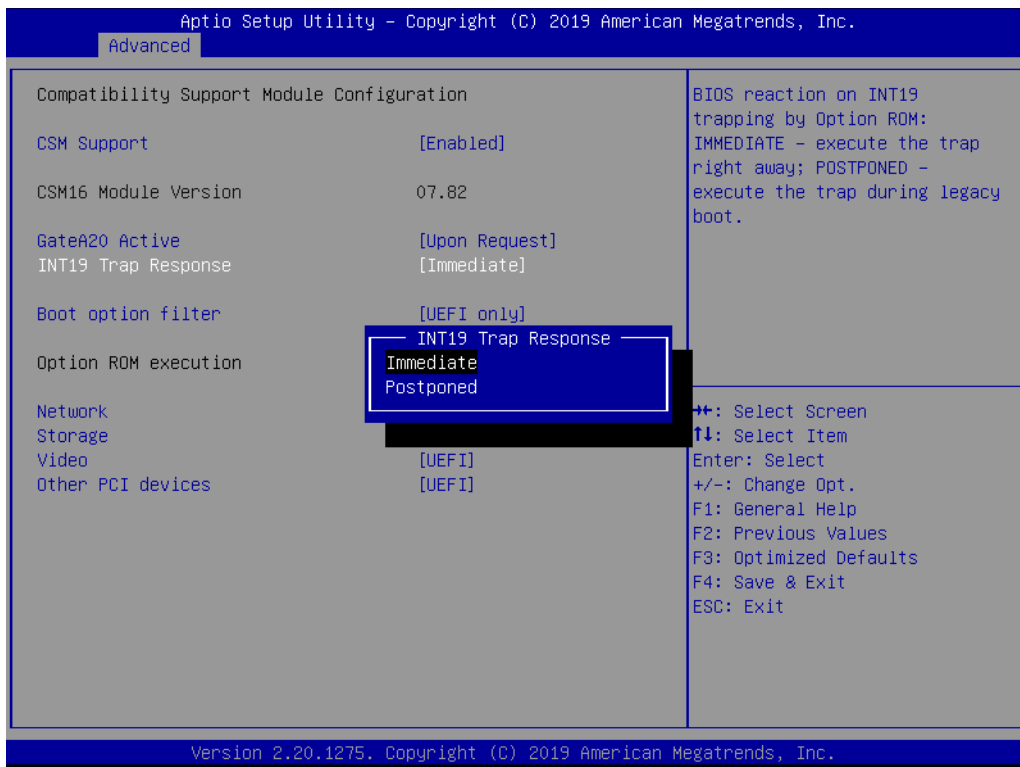 Aptio Setup Utility – Copyright (C) 2019 American Megatrends, Inc.
Advanced
Compatibility Support Module Configuration
CSM Support [Enabled]
CSM16 Module Version 07.82
GateA20 Active [Upon Request]
INT19 Trap Response [Immediate]
Boot option filter [UEFI only]
Option ROM execution
Network
Storage
Video [UEFI]
Other PCI devices [UEFI]
INT19 Trap Response
Immediate
Postponed
BIOS reaction on INT19
trapping by Option ROM:
IMMEDIATE – execute the trap
right away; POSTPONED –
execute the trap during legacy
boot.
→←: Select Screen
↑↓: Select Item
Enter: Select
+/-: Change Opt.
F1: General Help
F2: Previous Values
F3: Optimized Defaults
F4: Save & Exit
ESC: Exit
Version 2.20.1275. Copyright (C) 2019 American Megatrends, Inc.